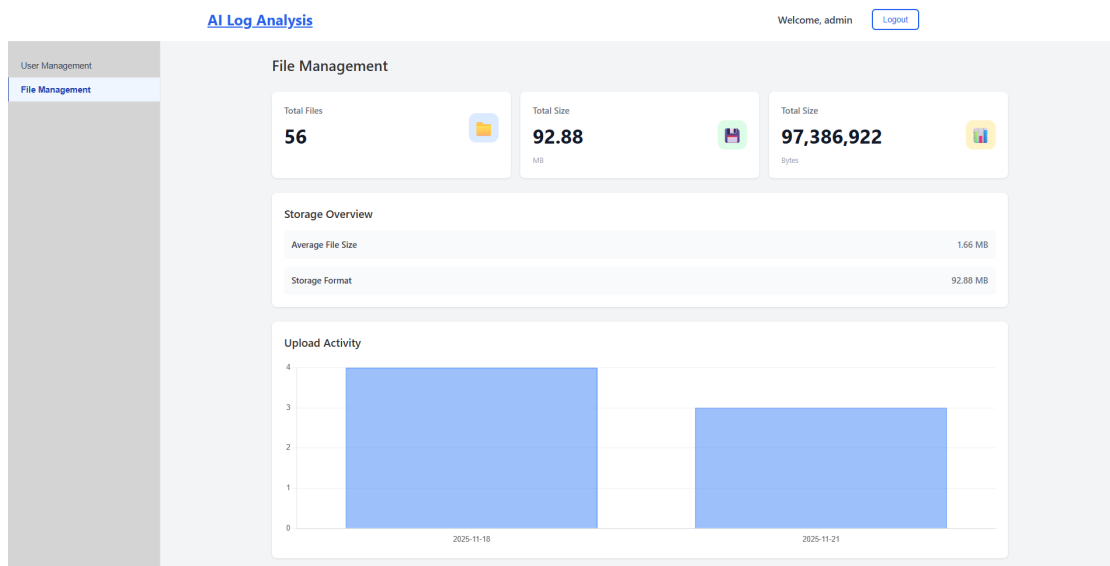 AI Log Analysis
Welcome, admin
Logout
User Management
File Management
File Management
Total Files
56
Total Size
92.88
MB
Total Size
97,386,922
Bytes
Storage Overview
Average File Size 1.66 MB
Storage Format 92.88 MB
Upload Activity
4
3
2
1
0
2025-11-18 2025-11-21